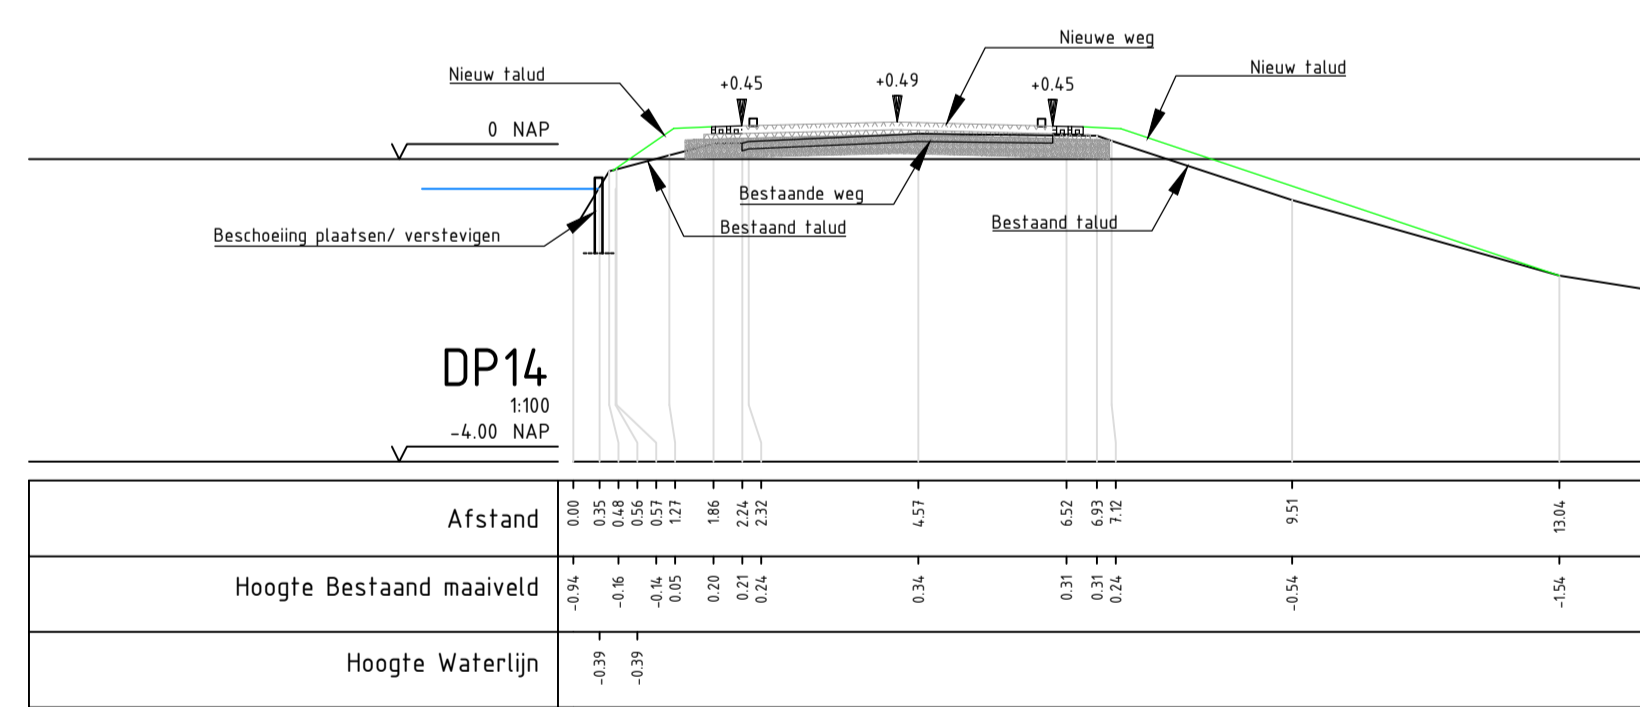 Nieuwe weg
Nieuw talud
Nieuw talud
+0.45
+0.49
+0.45
0 NAP
Bestaande weg
Bestaand talud
Bestaand talud
Beschoeiing plaatsen/ verstevigen
DP14
1:100
-4.00 NAP
Afstand
0.00 0.35 0.48 0.56 0.57 1.27 1.86 2.24 2.32 4.57 6.52 6.93 7.12 9.51 13.04
Hoogte Bestaand maaiveld
-0.94 -0.16 -0.14 0.05 0.20 0.21 0.24 0.34 0.31 0.31 0.24 -0.54 -1.54
Hoogte Waterlijn
-0.39 -0.39